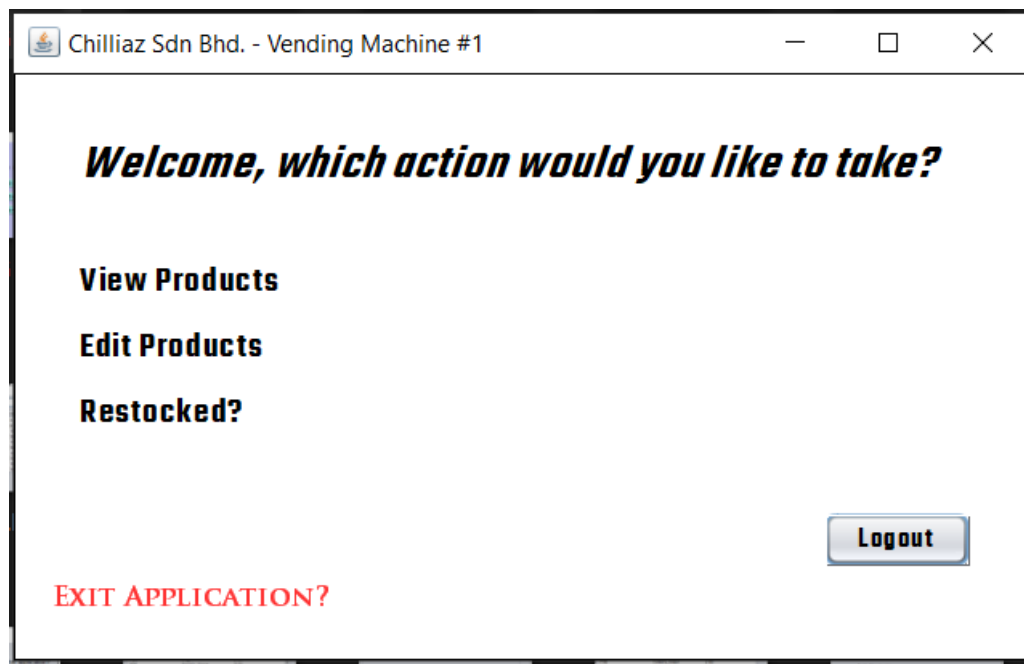 Chilliaz Sdn Bhd. - Vending Machine #1
Welcome, which action would you like to take?
View Products
Edit Products
Restocked?
Logout
EXIT APPLICATION?